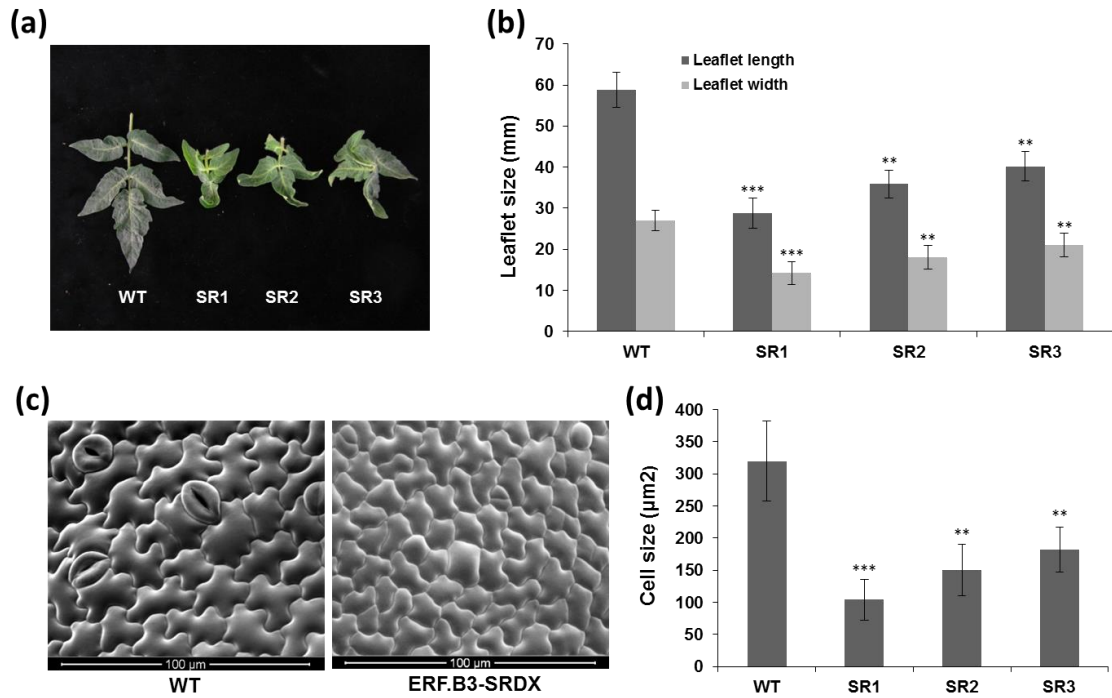 (a)
WT SR1 SR2 SR3
(b)
Leaflet size (mm)
70
60
50
40
30
20
10
0
Leaflet length
Leaflet width
***
***
**
**
**
**
WT SR1 SR2 SR3
(c)
100 µm
100 µm
WT ERF.B3-SRDX
(d)
Cell size (µm2)
400
350
300
250
200
150
100
50
0
***
**
**
WT SR1 SR2 SR3